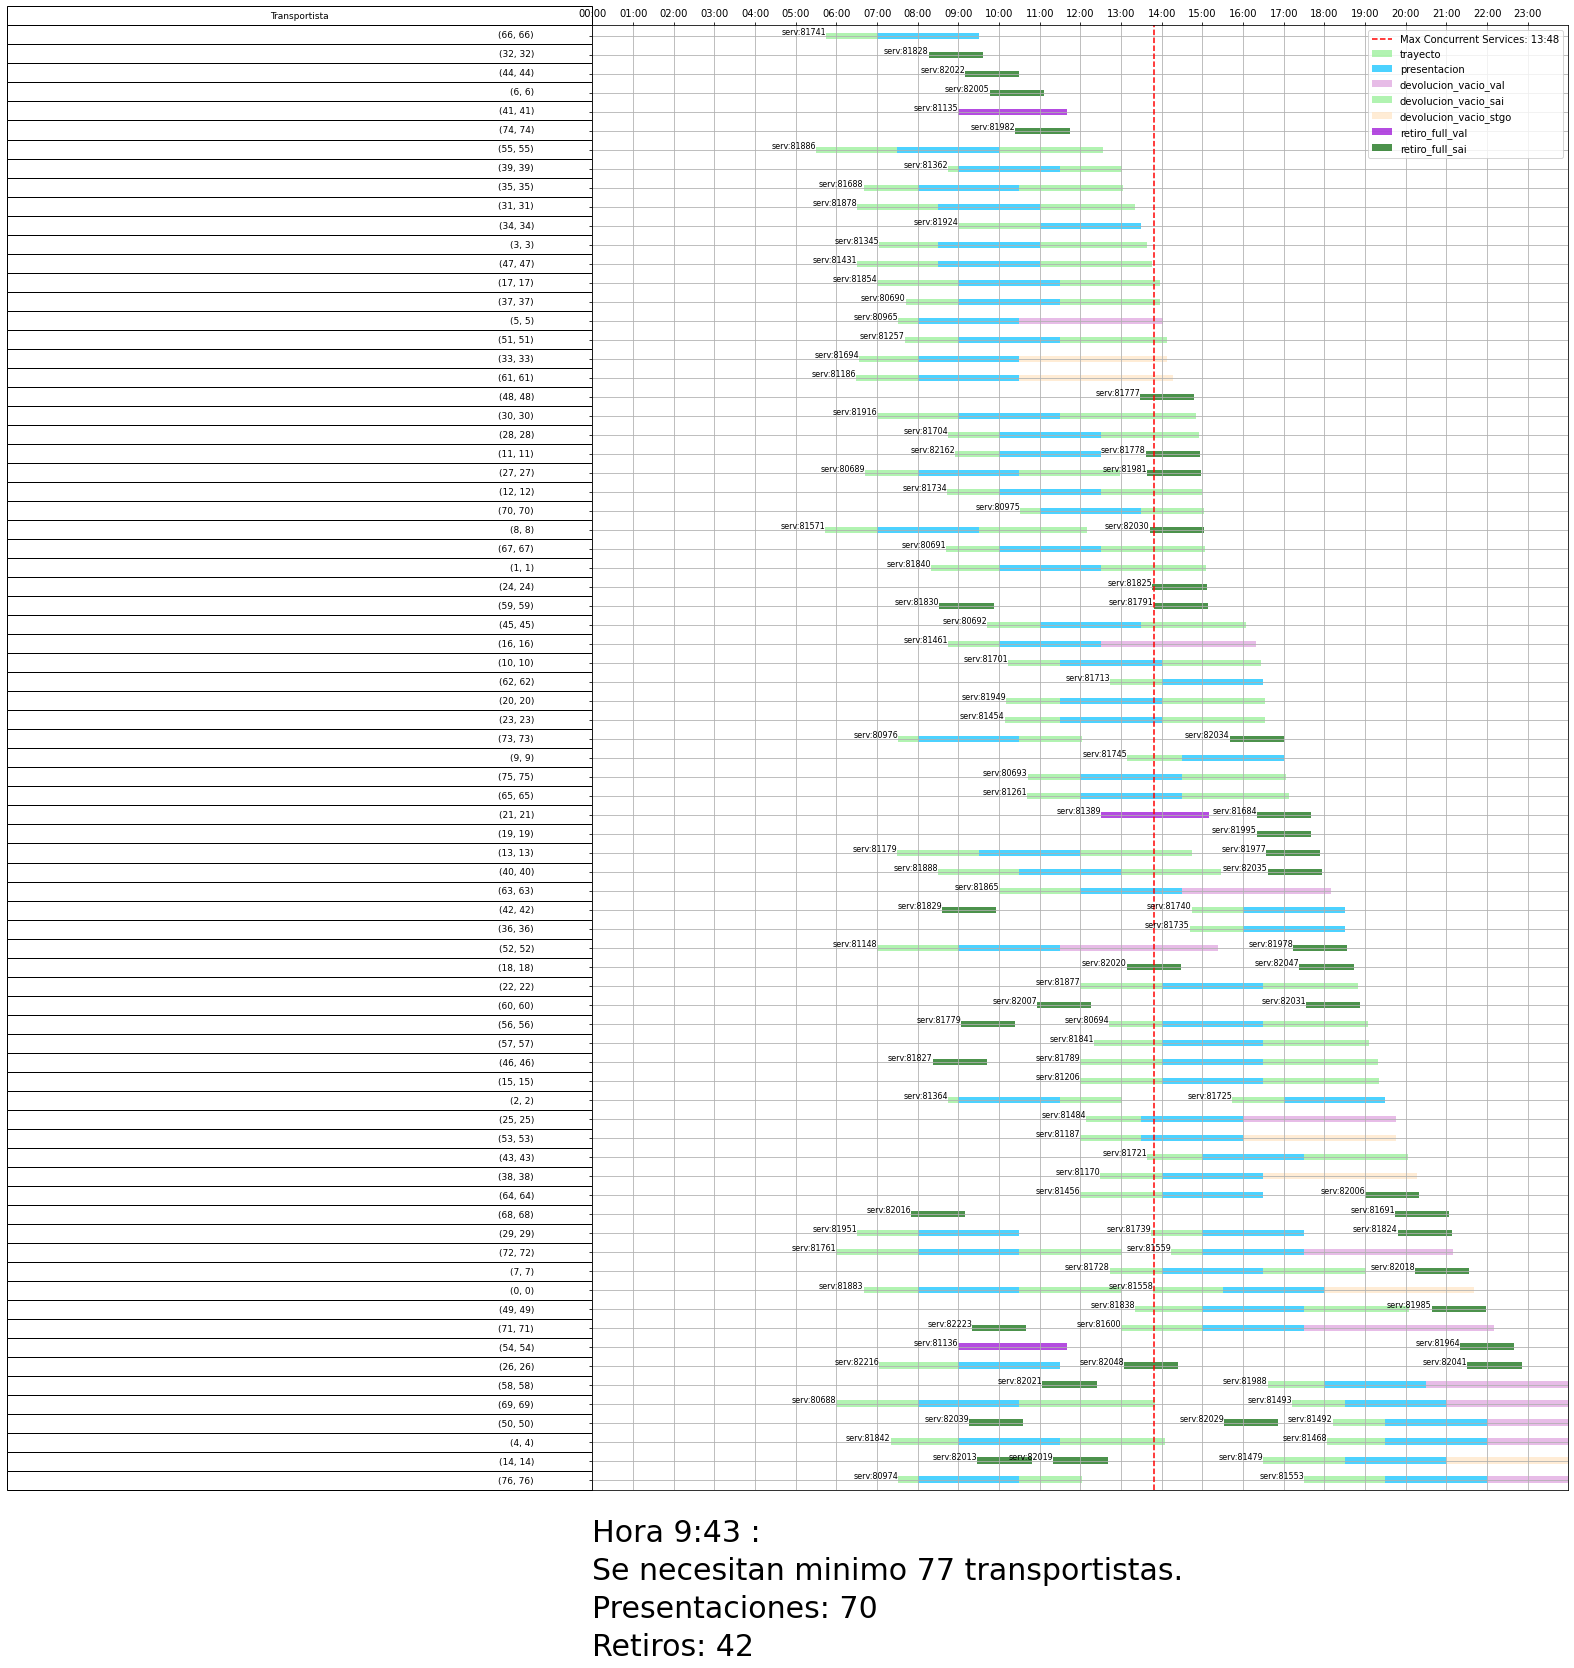 Transportista
00:00 01:00 02:00 03:00 04:00 05:00 06:00 07:00 08:00 09:00 10:00 11:00 12:00 13:00 14:00 15:00 16:00 17:00 18:00 19:00 20:00 21:00 22:00 23:00
Max Concurrent Services: 13:48
trayecto
presentacion
devolucion_vacio_val
devolucion_vacio_sai
devolucion_vacio_stgo
retiro_full_val
retiro_full_sai
(66, 66) serv:81741
(32, 32) serv:81828
(44, 44) serv:82022
(6, 6) serv:82005
(41, 41) serv:81135
(74, 74) serv:81982
(55, 55) serv:81886
(39, 39) serv:81362
(35, 35) serv:81688
(31, 31) serv:81878
(34, 34) serv:81924
(3, 3) serv:81345
(47, 47) serv:81431
(17, 17) serv:81854
(37, 37) serv:80690
(5, 5) serv:80965
(51, 51) serv:81257
(33, 33) serv:81694
(61, 61) serv:81186
(48, 48) serv:81777
(30, 30) serv:81916
(28, 28) serv:81704
(11, 11) serv:82162 serv:81778
(27, 27) serv:80689 serv:81981
(12, 12) serv:81734
(70, 70) serv:80975
(8, 8) serv:81571 serv:82030
(67, 67) serv:80691
(1, 1) serv:81840
(24, 24) serv:81825
(59, 59) serv:81830 serv:81791
(45, 45) serv:80692
(16, 16) serv:81461
(10, 10) serv:81701
(62, 62) serv:81713
(20, 20) serv:81949
(23, 23) serv:81454
(73, 73) serv:80976 serv:82034
(9, 9) serv:81745
(75, 75) serv:80693
(65, 65) serv:81261
(21, 21) serv:81389 serv:81684
(19, 19) serv:81995
(13, 13) serv:81179 serv:81977
(40, 40) serv:81888 serv:82035
(63, 63) serv:81865
(42, 42) serv:81829 serv:81740
(36, 36) serv:81735
(52, 52) serv:81148 serv:81978
(18, 18) serv:82020 serv:82047
(22, 22) serv:81877
(60, 60) serv:82007 serv:82031
(56, 56) serv:81779 serv:80694
(57, 57) serv:81841
(46, 46) serv:81827 serv:81789
(15, 15) serv:81206
(2, 2) serv:81364 serv:81725
(25, 25) serv:81484
(53, 53) serv:81187
(43, 43) serv:81721
(38, 38) serv:81170
(64, 64) serv:81456 serv:82006
(68, 68) serv:82016 serv:81691
(29, 29) serv:81951 serv:81739 serv:81824
(72, 72) serv:81761 serv:81559
(7, 7) serv:81728 serv:82018
(0, 0) serv:81883 serv:81558
(49, 49) serv:81838 serv:81985
(71, 71) serv:82223 serv:81600
(54, 54) serv:81136 serv:81964
(26, 26) serv:82216 serv:82048 serv:82041
(58, 58) serv:82021 serv:81988
(69, 69) serv:80688 serv:81493
(50, 50) serv:82039 serv:82029 serv:81492
(4, 4) serv:81842 serv:81468
(14, 14) serv:82013 serv:82019 serv:81479
(76, 76) serv:80974 serv:81553
Hora 9:43 :
Se necesitan minimo 77 transportistas.
Presentaciones: 70
Retiros: 42